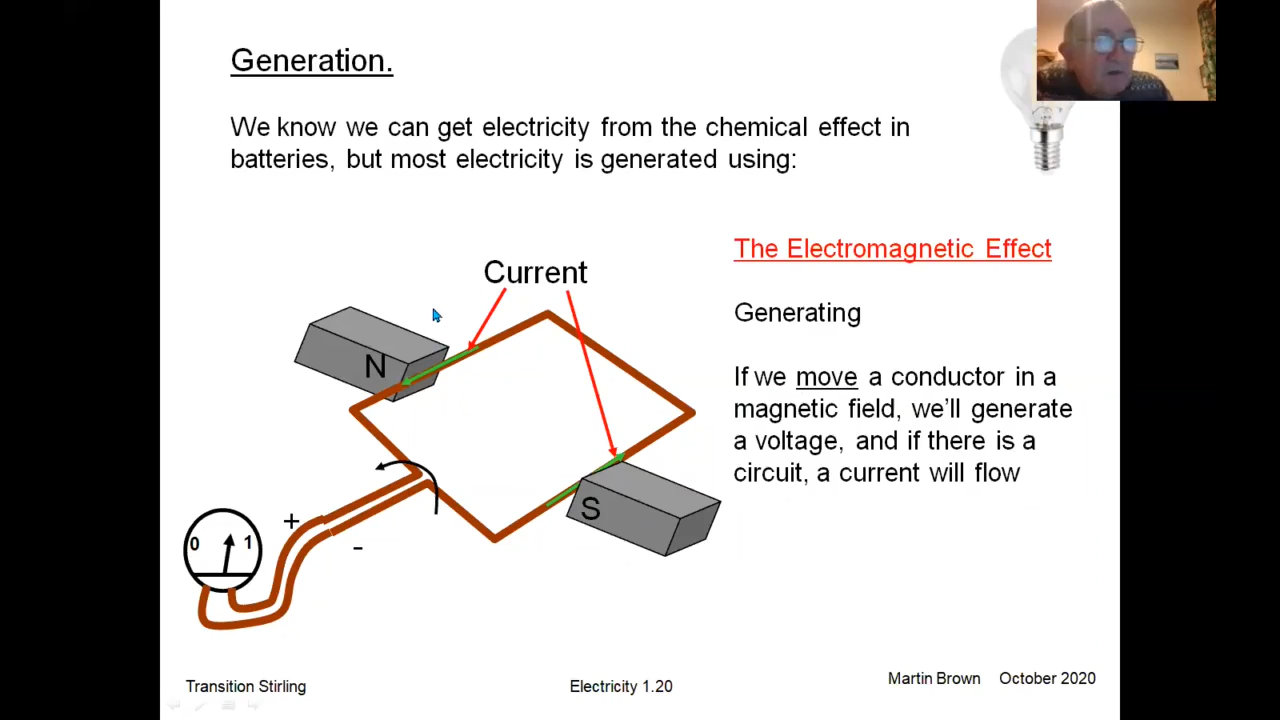 Generation.
We know we can get electricity from the chemical effect in
batteries, but most electricity is generated using:
The Electromagnetic Effect
Current
Generating
N
If we move a conductor in a
magnetic field, we'll generate
a voltage, and if there is a
circuit, a current will flow
S
+
-
0 1
Transition Stirling
Electricity 1.20
Martin Brown October 2020